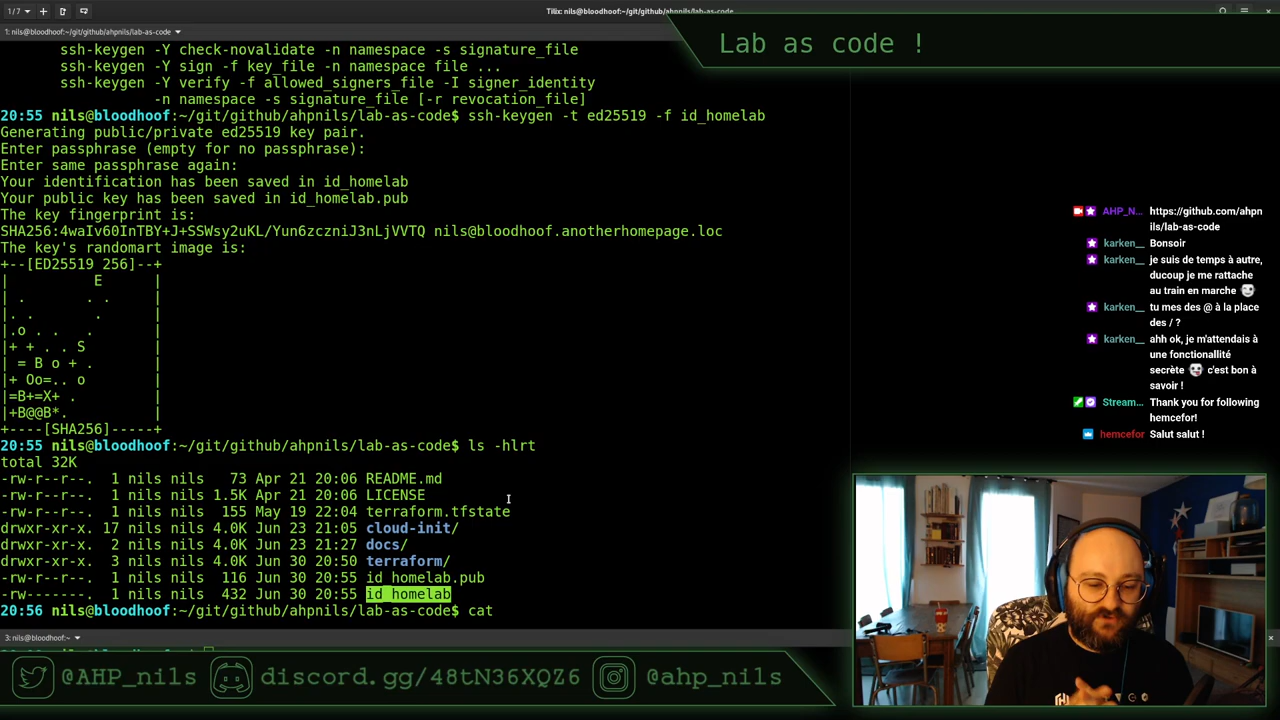 1/7
Tilix: nils@bloodhoof:~/git/github/ahpnils/lab-as-code
1: nils@bloodhoof:~/git/github/ahpnils/lab-as-code
Lab as code !
ssh-keygen -Y check-novalidate -n namespace -s signature_file
ssh-keygen -Y sign -f key_file -n namespace file ...
ssh-keygen -Y verify -f allowed_signers_file -I signer_identity
-n namespace -s signature_file [-r revocation_file]
20:55 nils@bloodhoof:~/git/github/ahpnils/lab-as-code$ ssh-keygen -t ed25519 -f id_homelab
Generating public/private ed25519 key pair.
Enter passphrase (empty for no passphrase):
Enter same passphrase again:
Your identification has been saved in id_homelab
Your public key has been saved in id_homelab.pub
The key fingerprint is:
SHA256:4waIv60InTBY+J+SSWsy2uKL/Yun6zczniJ3nLjVVTQ nils@bloodhoof.anotherhomepage.loc
The key's randomart image is:
+--[ED25519 256]--+
|          E      |
| .       . .     |
|. .       .      |
|.o . .   .       |
|+ + . . S        |
| = B o + .       |
|+ Oo=.. o        |
|=B+=X+ .         |
|+B@@B*.          |
+----[SHA256]-----+
20:55 nils@bloodhoof:~/git/github/ahpnils/lab-as-code$ ls -hlrt
total 32K
-rw-r--r--.  1 nils nils   73 Apr 21 20:06 README.md
-rw-r--r--.  1 nils nils 1.5K Apr 21 20:06 LICENSE
-rw-r--r--.  1 nils nils  155 May 19 22:04 terraform.tfstate
drwxr-xr-x. 17 nils nils 4.0K Jun 23 21:05 cloud-init/
drwxr-xr-x.  2 nils nils 4.0K Jun 23 21:27 docs/
drwxr-xr-x.  3 nils nils 4.0K Jun 30 20:50 terraform/
-rw-r--r--.  1 nils nils  116 Jun 30 20:55 id_homelab.pub
-rw-------.  1 nils nils  432 Jun 30 20:55 id_homelab
20:56 nils@bloodhoof:~/git/github/ahpnils/lab-as-code$ cat
3: nils@bloodhoof:~
AHP_N... https://github.com/ahpn
ils/lab-as-code
karken__ Bonsoir
karken__ je suis de temps à autre,
ducoup je me rattache
au train en marche
karken__ tu mes des @ à la place
des / ?
karken__ ahh ok, je m'attendais à
une fonctionallité
secrète c'est bon à
savoir !
Stream... Thank you for following
hemcefor!
hemcefor Salut salut !
@AHP_nils
discord.gg/48tN36XQZ6
@ahp_nils